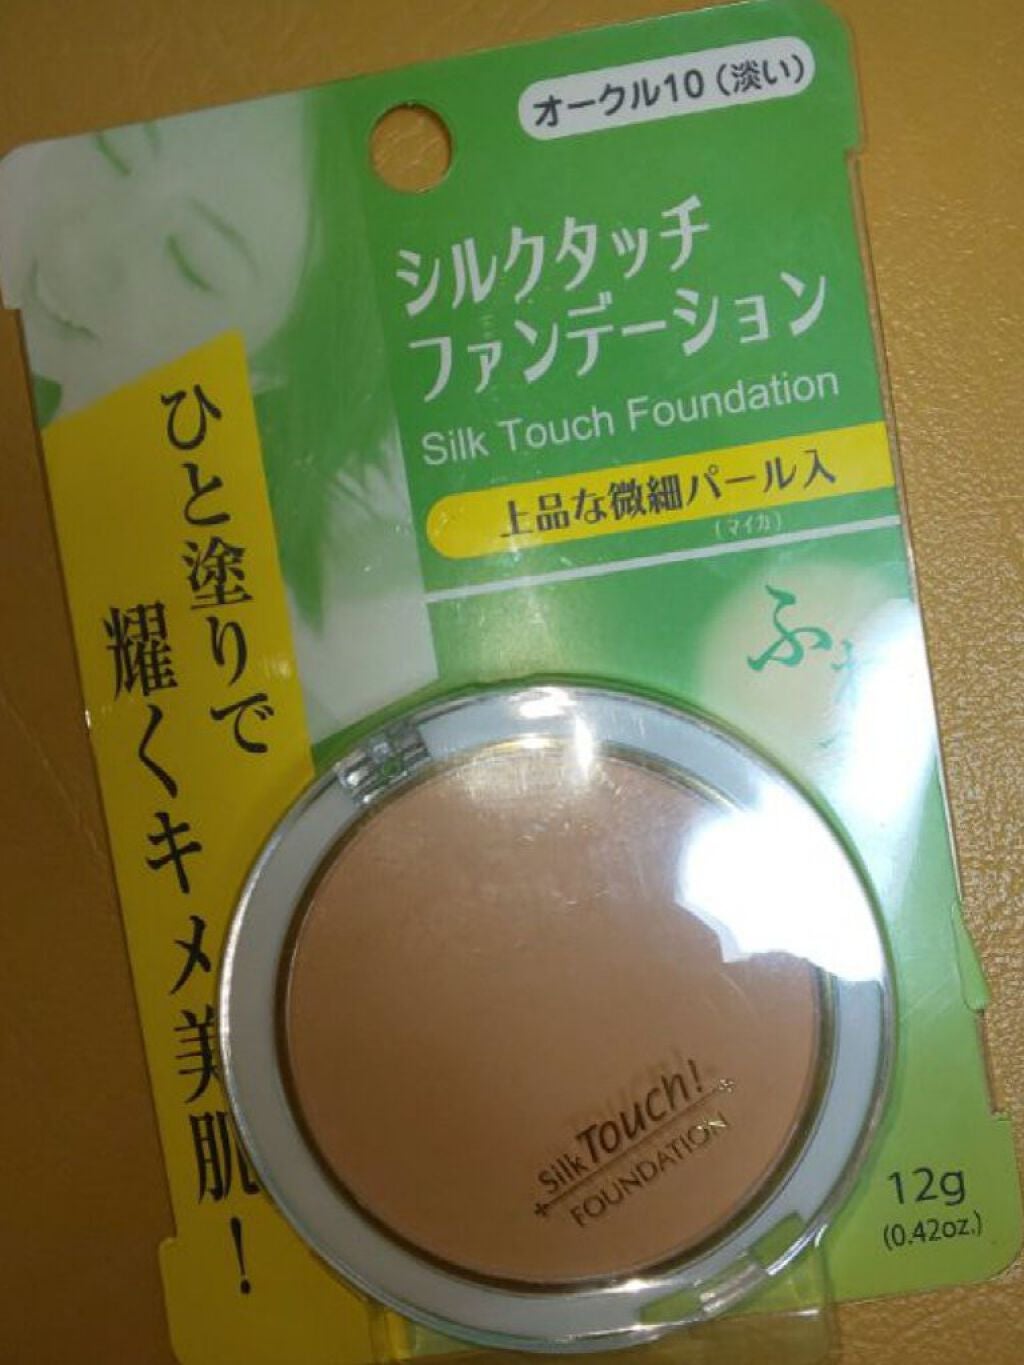 オークル10（淡い）
シルクタッチ
ファンデーション
Silk Touch Foundation
上品な微細パール入
（マイカ）
ひと塗りで
耀くキメ美肌！
Silk Touch!
FOUNDATION
12g
(0.42oz.)